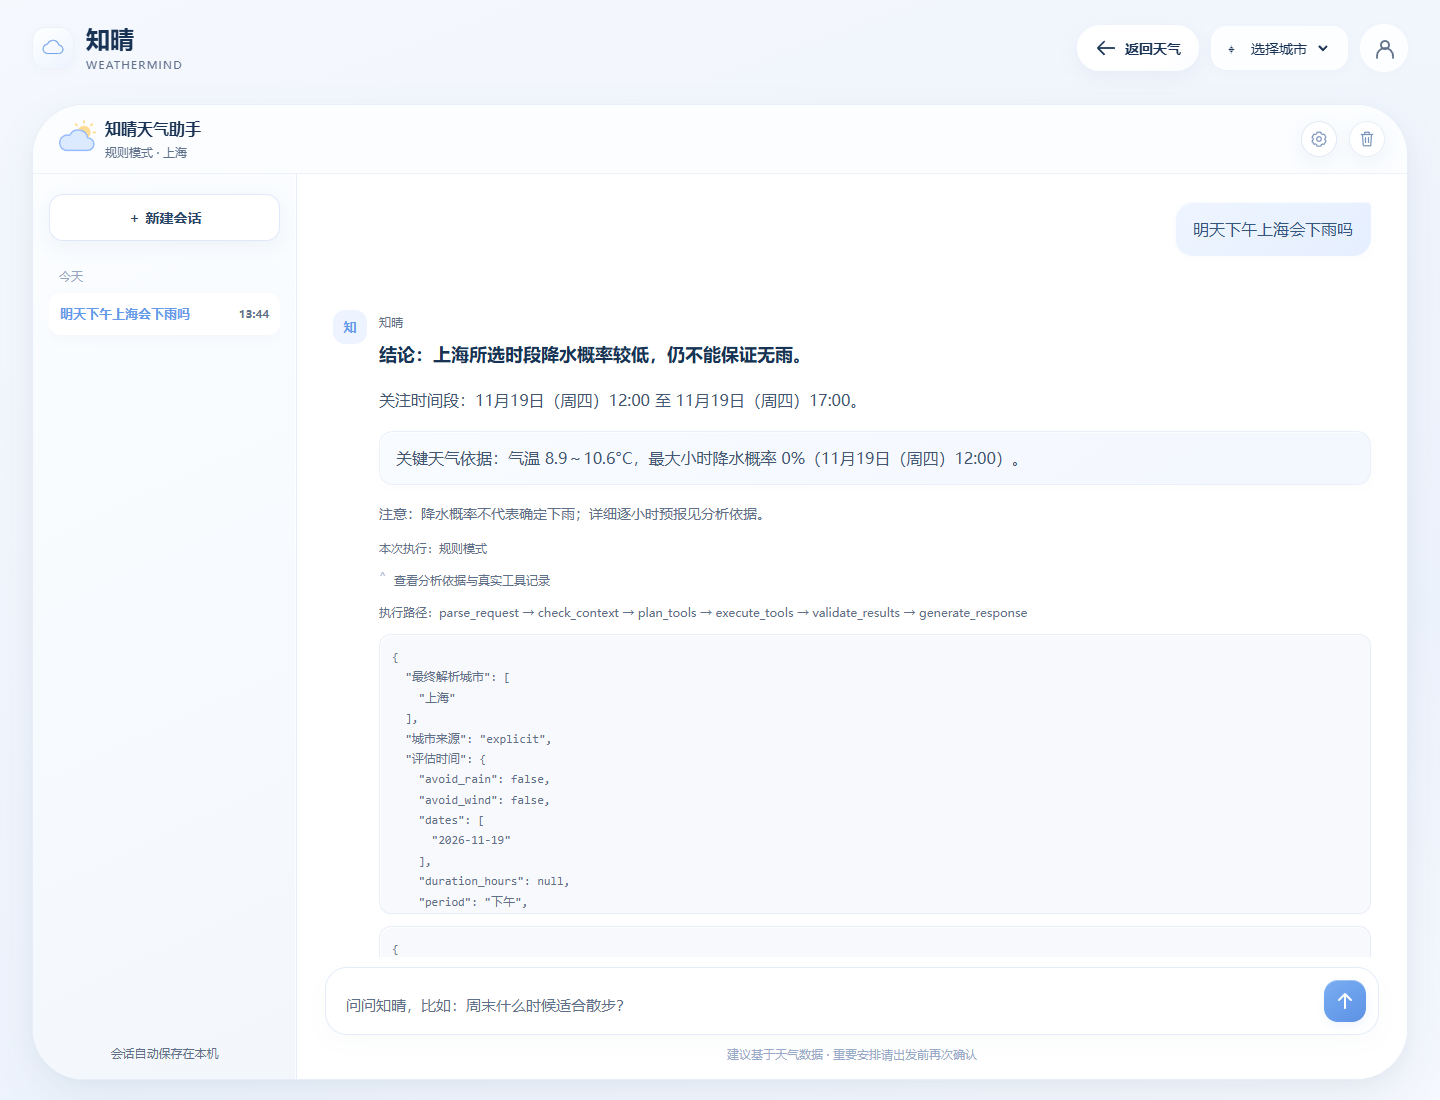 知晴
WEATHERMIND
返回天气
选择城市
知晴天气助手
规则模式 · 上海
+ 新建会话
今天
明天下午上海会下雨吗 13:44
会话自动保存在本机
明天下午上海会下雨吗
知
知晴
结论：上海所选时段降水概率较低，仍不能保证无雨。
关注时间段：11月19日（周四）12:00 至 11月19日（周四）17:00。
关键天气依据：气温 8.9～10.6°C，最大小时降水概率 0%（11月19日（周四）12:00）。
注意：降水概率不代表确定下雨；详细逐小时预报见分析依据。
本次执行：规则模式
^ 查看分析依据与真实工具记录
执行路径：parse_request → check_context → plan_tools → execute_tools → validate_results → generate_response
{
"最终解析城市": [
"上海"
],
"城市来源": "explicit",
"评估时间": {
"avoid_rain": false,
"avoid_wind": false,
"dates": [
"2026-11-19"
],
"duration_hours": null,
"period": "下午",
{
问问知晴，比如：周末什么时候适合散步？
建议基于天气数据 · 重要安排请出发前再次确认